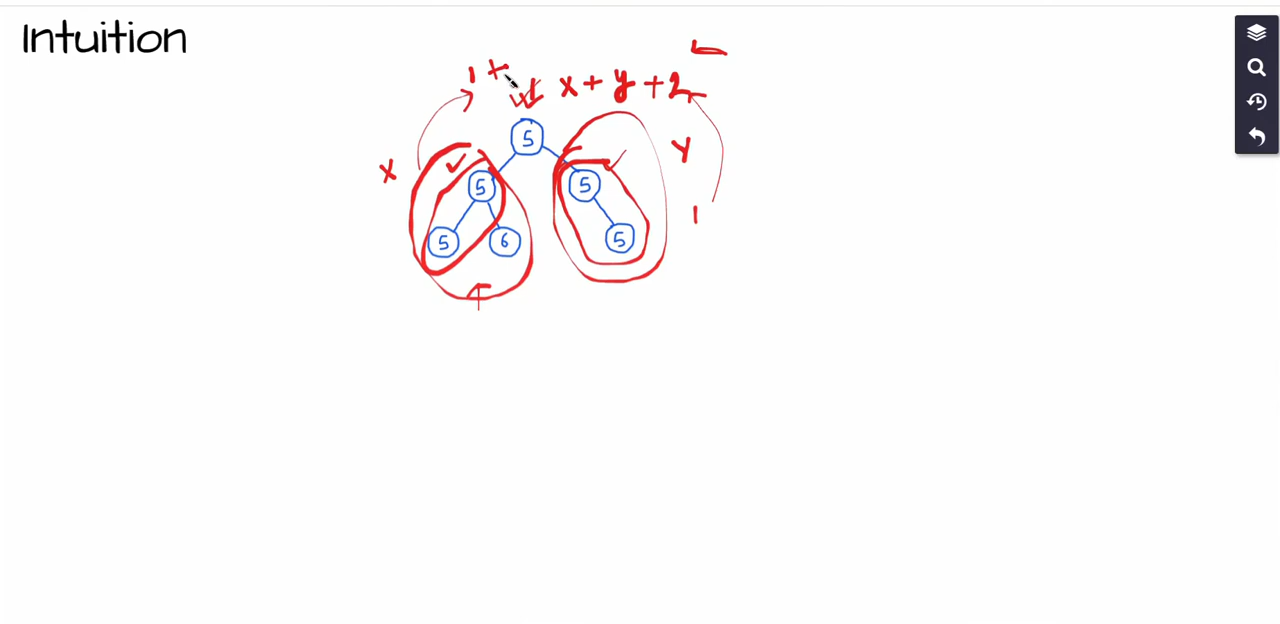 Intuition
1 + x + y + 2
5
x 5 5 y
1
5 6 5